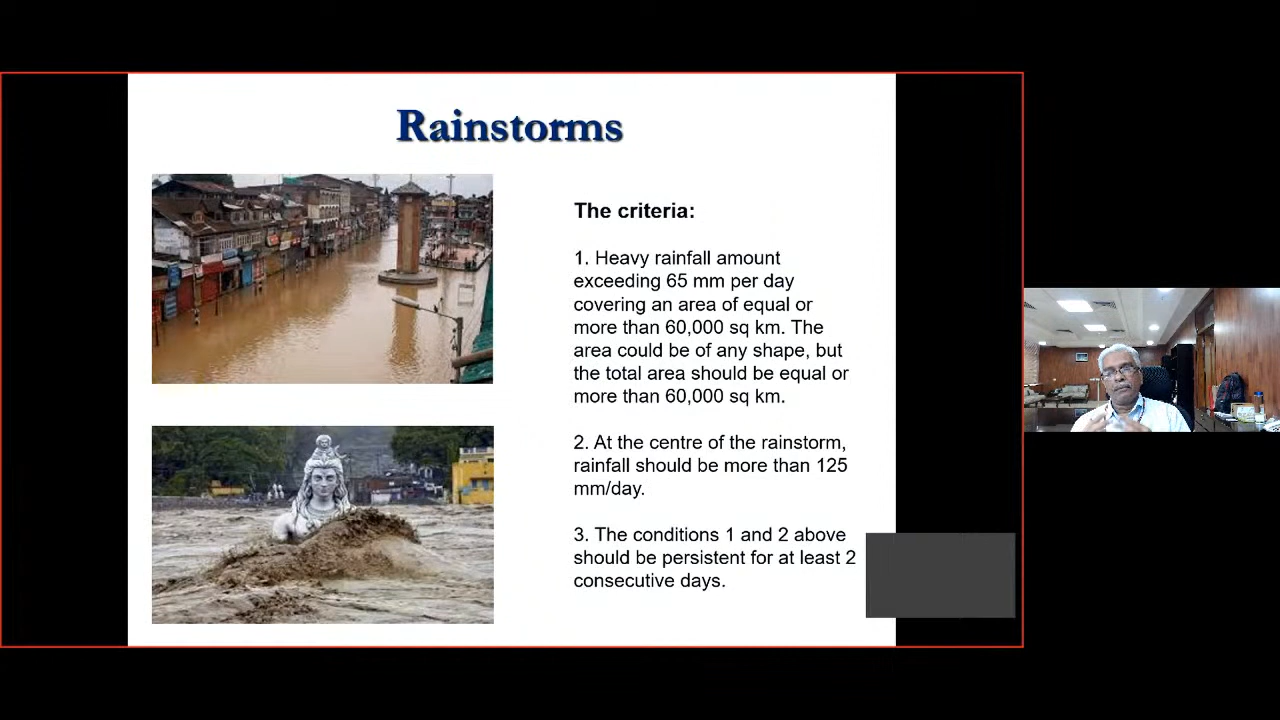 Rainstorms
The criteria:
1. Heavy rainfall amount
exceeding 65 mm per day
covering an area of equal or
more than 60,000 sq km. The
area could be of any shape, but
the total area should be equal or
more than 60,000 sq km.
2. At the centre of the rainstorm,
rainfall should be more than 125
mm/day.
3. The conditions 1 and 2 above
should be persistent for at least 2
consecutive days.